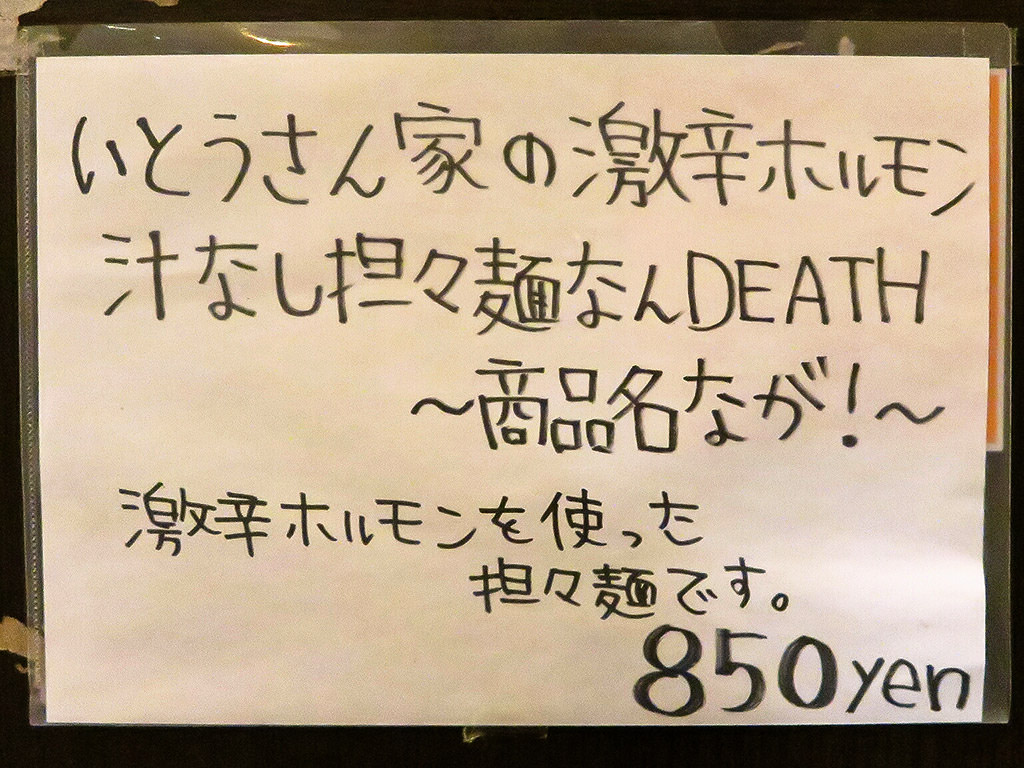 いとうさん家の激辛ホルモン
汁なし担々麺なんDEATH
～商品名なが!～
激辛ホルモンを使った
担々麺です。
850yen